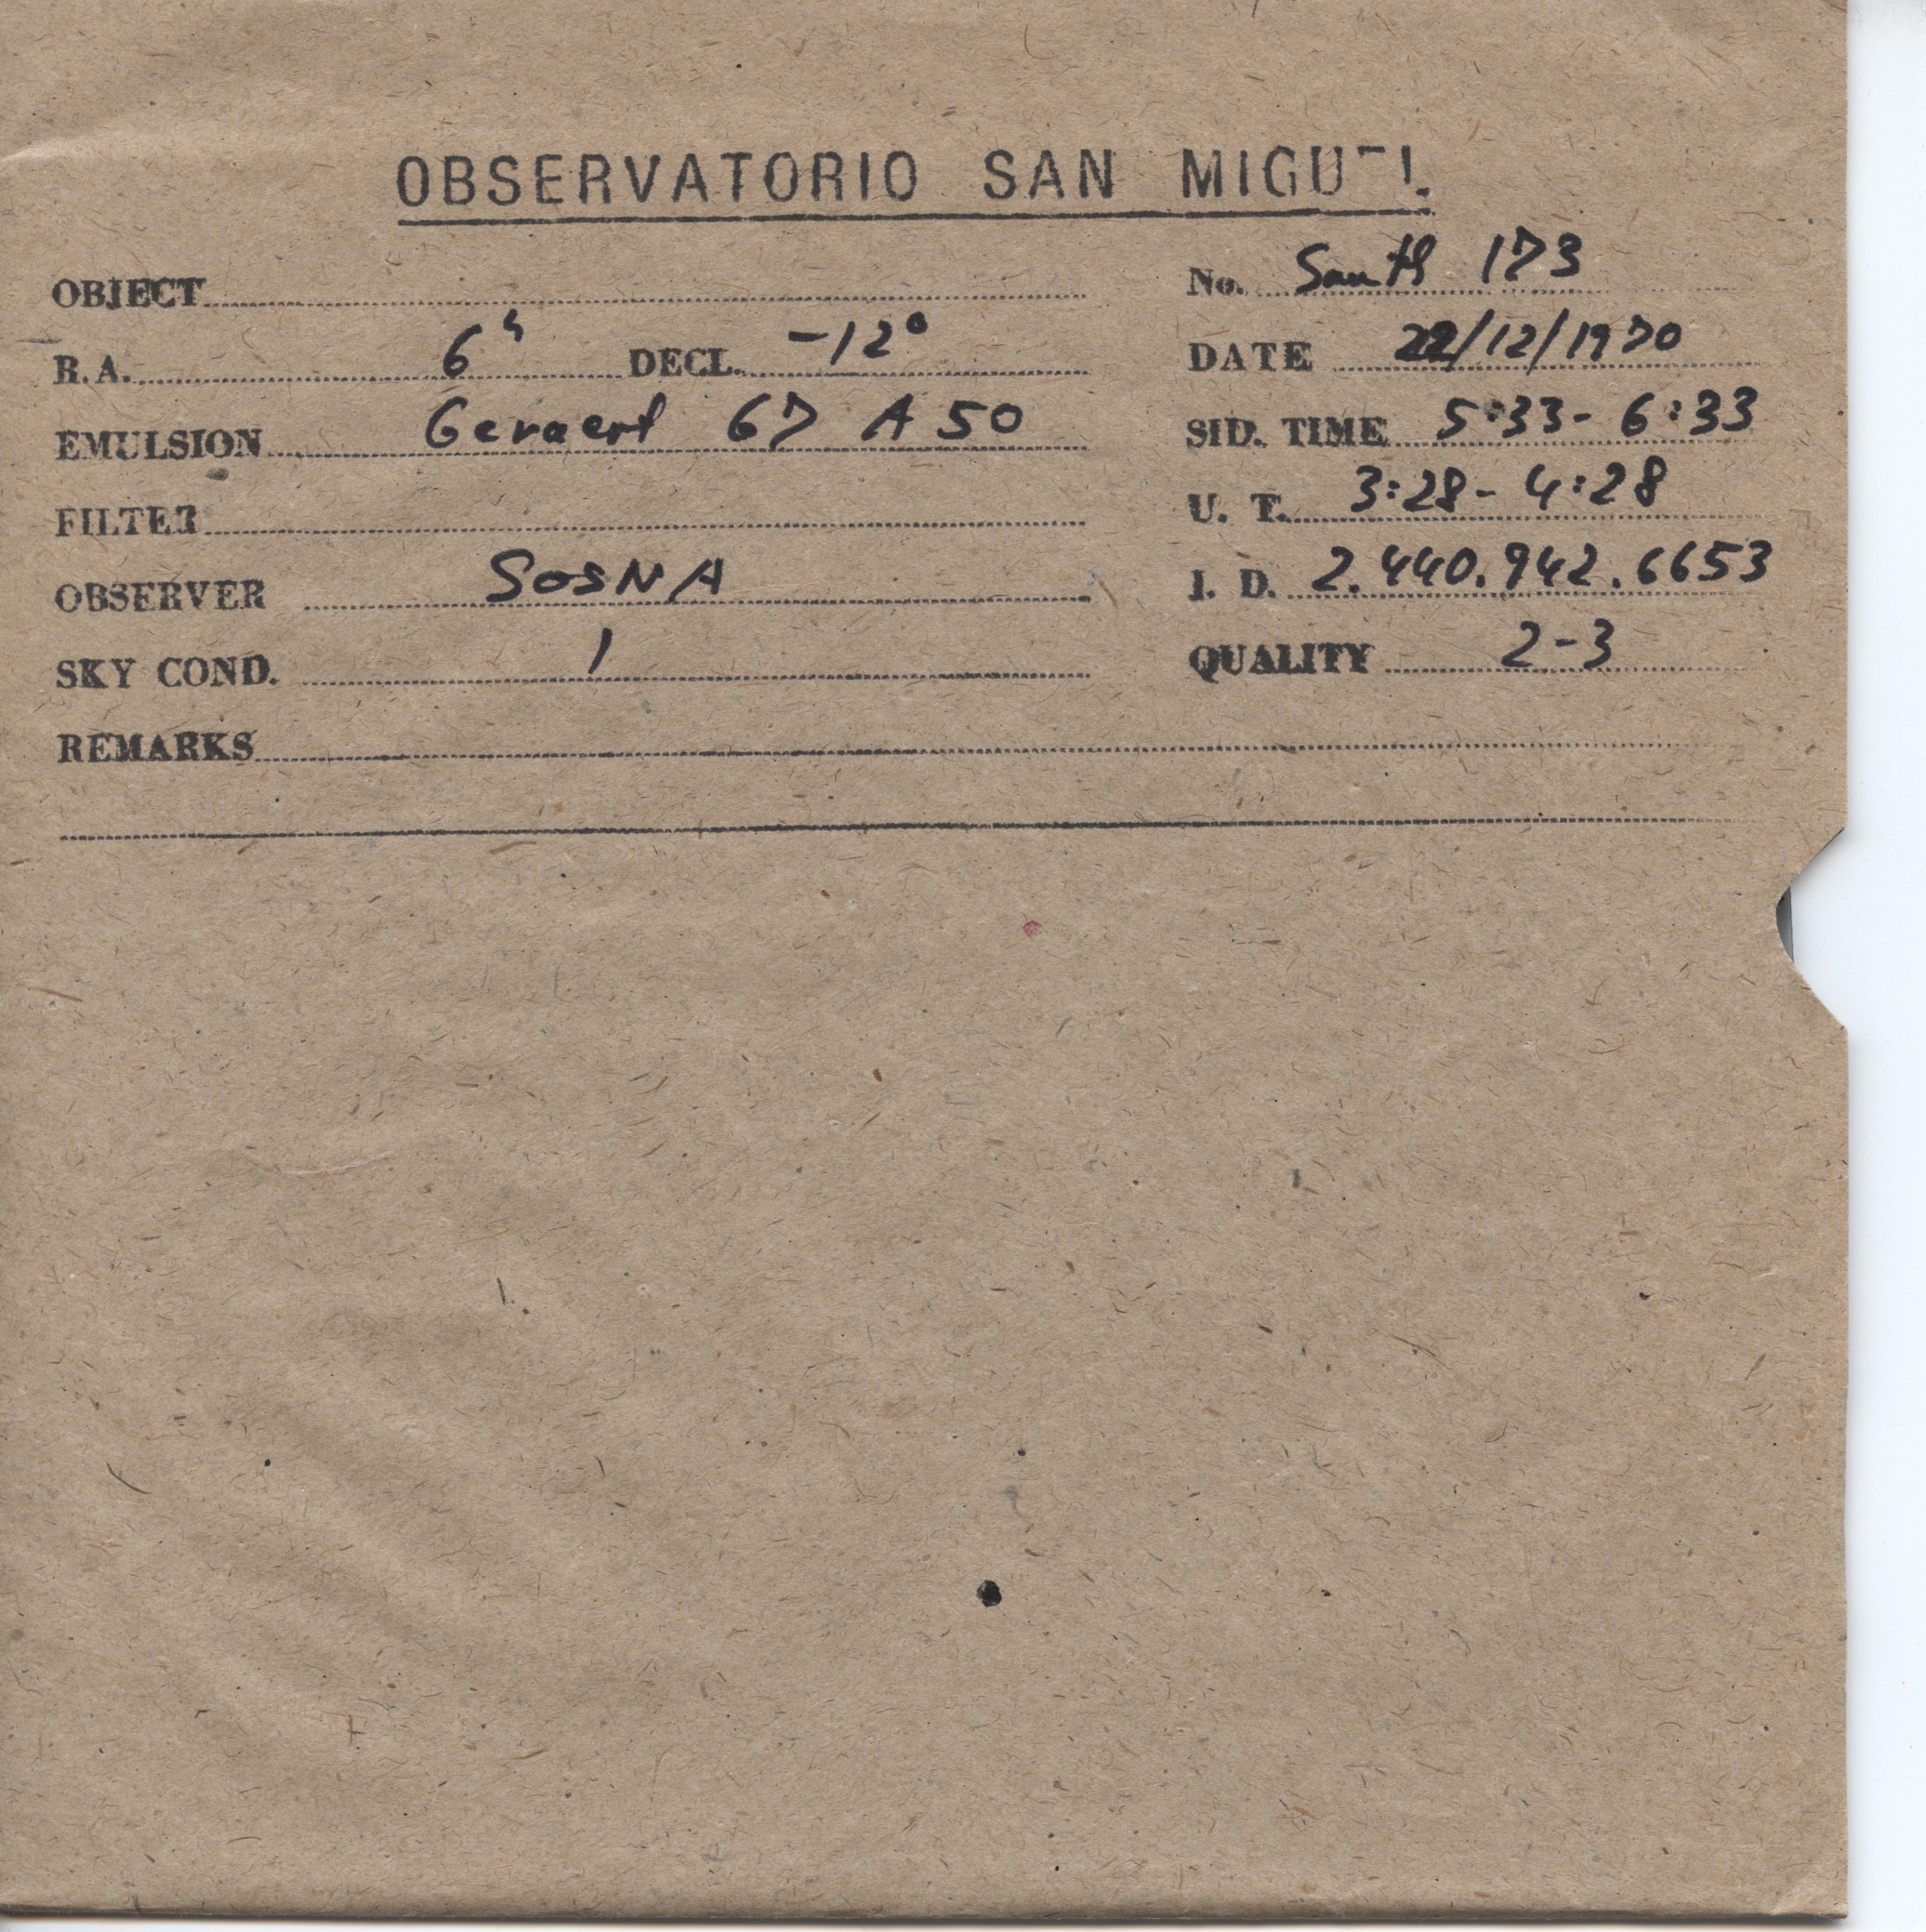 OBSERVATORIO SAN MIGUEL
OBJECT
No. South 173
R.A. 6h DECL. -12°
DATE 22/12/1970
EMULSION Gevaert 67 A 50
SID. TIME 5:33- 6:33
FILTER
U. T. 3:28- 4:28
OBSERVER SOSNA
J. D. 2.440.942.6653
SKY COND. 1
QUALITY 2-3
REMARKS